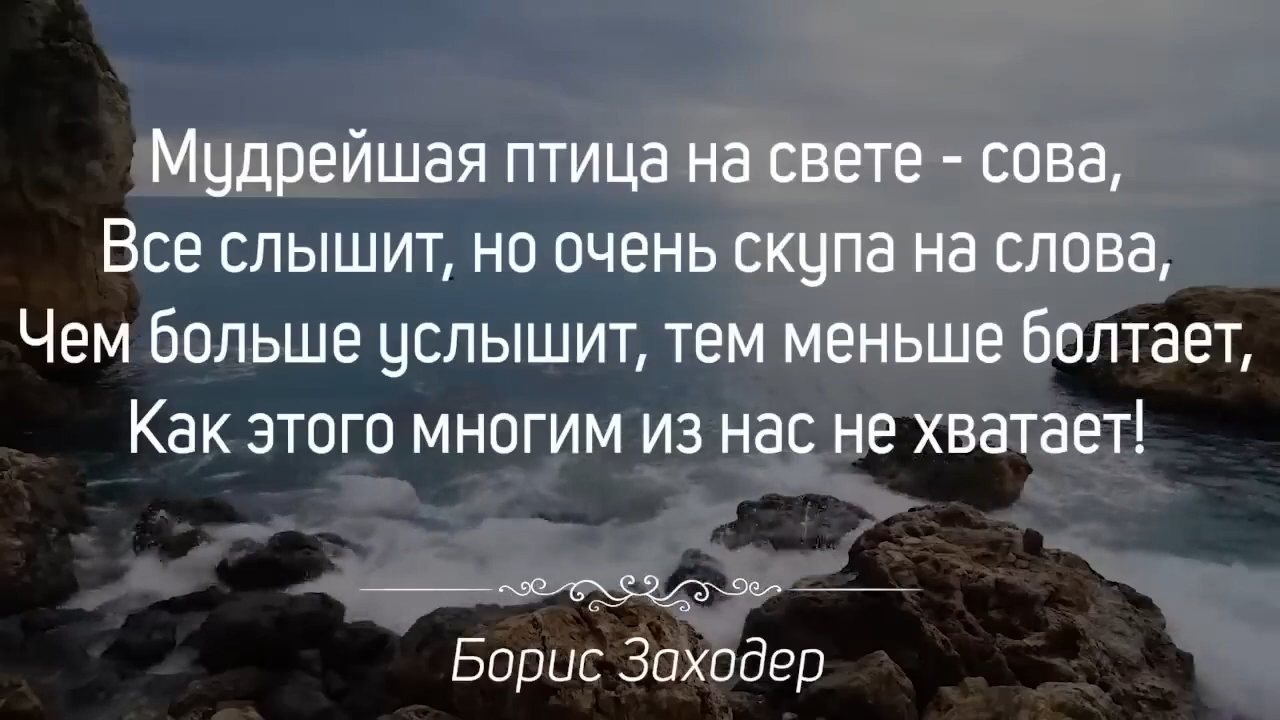 Мудрейшая птица на свете - сова,
Все слышит, но очень скупа на слова,
Чем больше услышит, тем меньше болтает,
Как этого многим из нас не хватает!
Борис Заходер